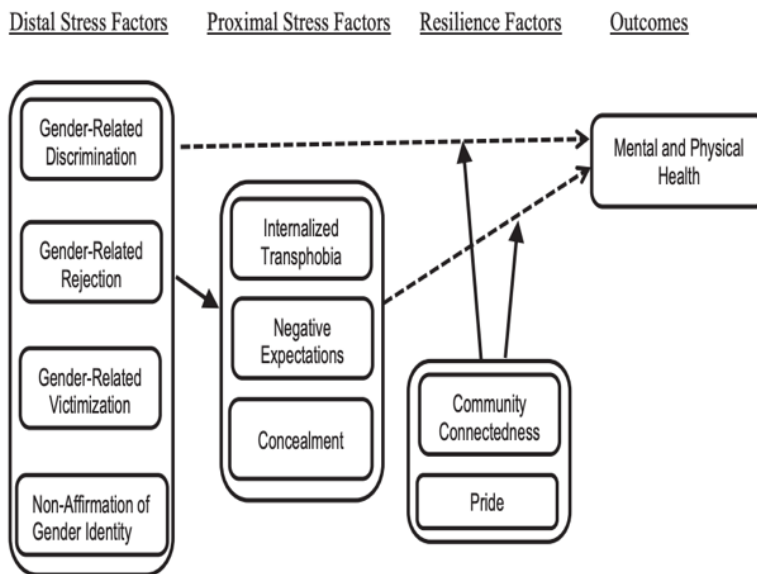 Distal Stress Factors
Proximal Stress Factors
Resilience Factors
Outcomes
Gender-Related
Discrimination
Gender-Related
Rejection
Gender-Related
Victimization
Non-Affirmation of
Gender Identity
Internalized
Transphobia
Negative
Expectations
Concealment
Community
Connectedness
Pride
Mental and Physical
Health